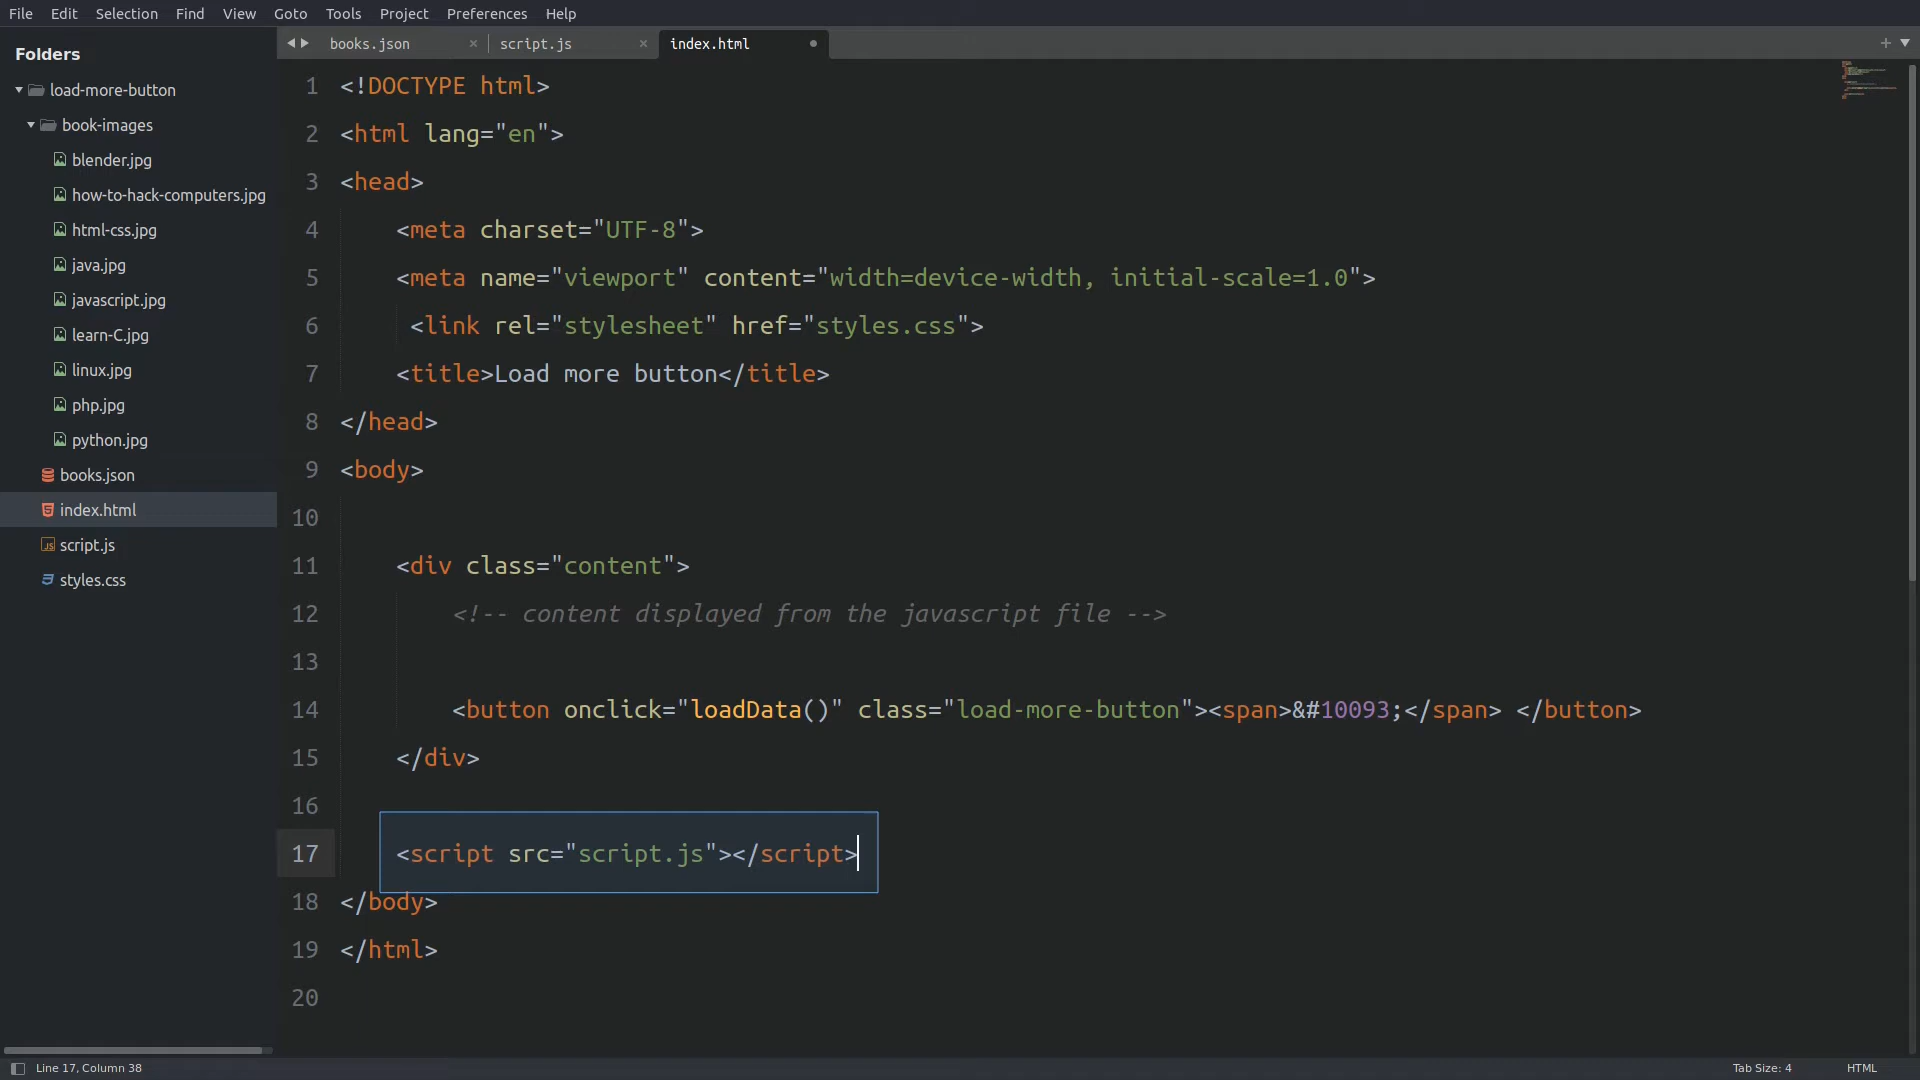 File Edit Selection Find View Goto Tools Project Preferences Help
Folders
load-more-button
book-images
blender.jpg
how-to-hack-computers.jpg
html-css.jpg
java.jpg
javascript.jpg
learn-C.jpg
linux.jpg
php.jpg
python.jpg
books.json
index.html
script.js
styles.css
books.json × script.js × index.html
1 <!DOCTYPE html>
2 <html lang="en">
3 <head>
4 <meta charset="UTF-8">
5 <meta name="viewport" content="width=device-width, initial-scale=1.0">
6 <link rel="stylesheet" href="styles.css">
7 <title>Load more button</title>
8 </head>
9 <body>
10
11 <div class="content">
12 <!-- content displayed from the javascript file -->
13
14 <button onclick="loadData()" class="load-more-button"><span>&#10093;</span> </button>
15 </div>
16
17 <script src="script.js"></script>
18 </body>
19 </html>
20
Line 17, Column 38 Tab Size: 4 HTML